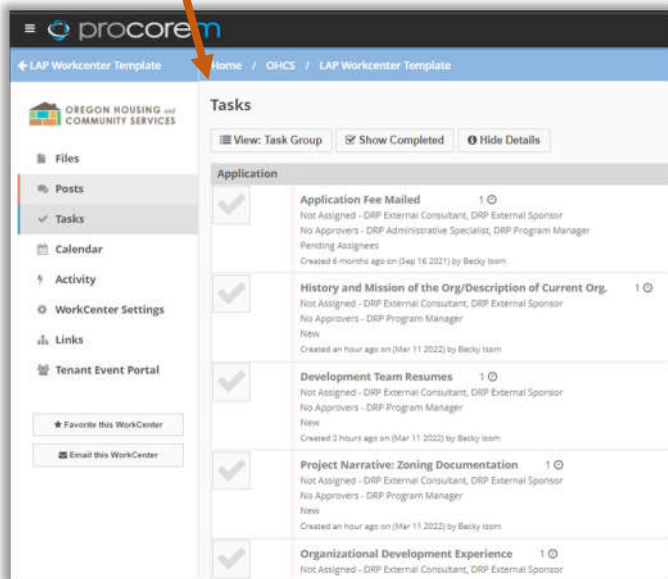 procorem
LAP Workcenter Template
Home / OHCS / LAP Workcenter Template
OREGON HOUSING and
COMMUNITY SERVICES
Files
Posts
Tasks
Calendar
Activity
WorkCenter Settings
Links
Tenant Event Portal
Favorite this WorkCenter
Email this WorkCenter
Tasks
View: Task Group Show Completed Hide Details
Application
Application Fee Mailed 1
Not Assigned - DRP External Consultant, DRP External Sponsor
No Approvers - DRP Administrative Specialist, DRP Program Manager
Pending Assignees
Created 6 months ago on (Sep 16 2021) by Becky Isom
History and Mission of the Org/Description of Current Org. 1
Not Assigned - DRP External Consultant, DRP External Sponsor
No Approvers - DRP Program Manager
New
Created an hour ago on (Mar 11 2022) by Becky Isom
Development Team Resumes 1
Not Assigned - DRP External Consultant, DRP External Sponsor
No Approvers - DRP Program Manager
New
Created 2 hours ago on (Mar 11 2022) by Becky Isom
Project Narrative: Zoning Documentation 1
Not Assigned - DRP External Consultant, DRP External Sponsor
No Approvers - DRP Program Manager
New
Created an hour ago on (Mar 11 2022) by Becky Isom
Organizational Development Experience 1
Not Assigned - DRP External Consultant, DRP External Sponsor